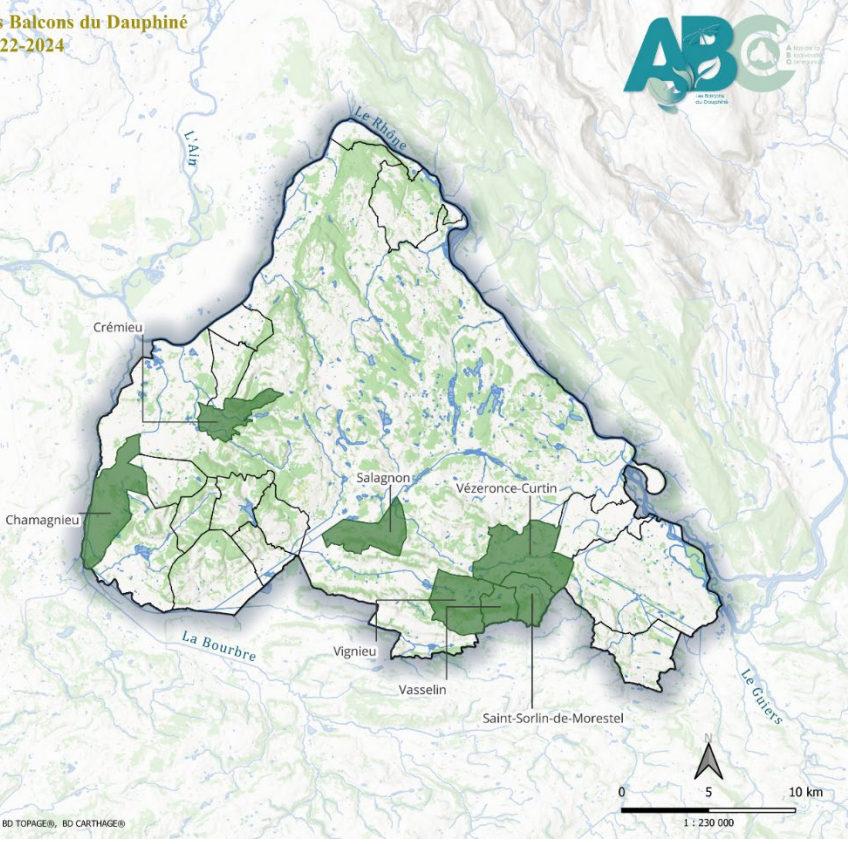 s Balcons du Dauphiné
22-2024
ABC
Les Balcons
du Dauphiné
Le Rhône
L'Ain
Crémieu
Salagnon
Vézeronce-Curtin
Chamagnieu
La Bourbre
Vignieu
Vasselin
Saint-Sorlin-de-Morestel
Le Guiers
N
0 5 10 km
1 : 230 000
BD TOPAGE®, BD CARTHAGE®